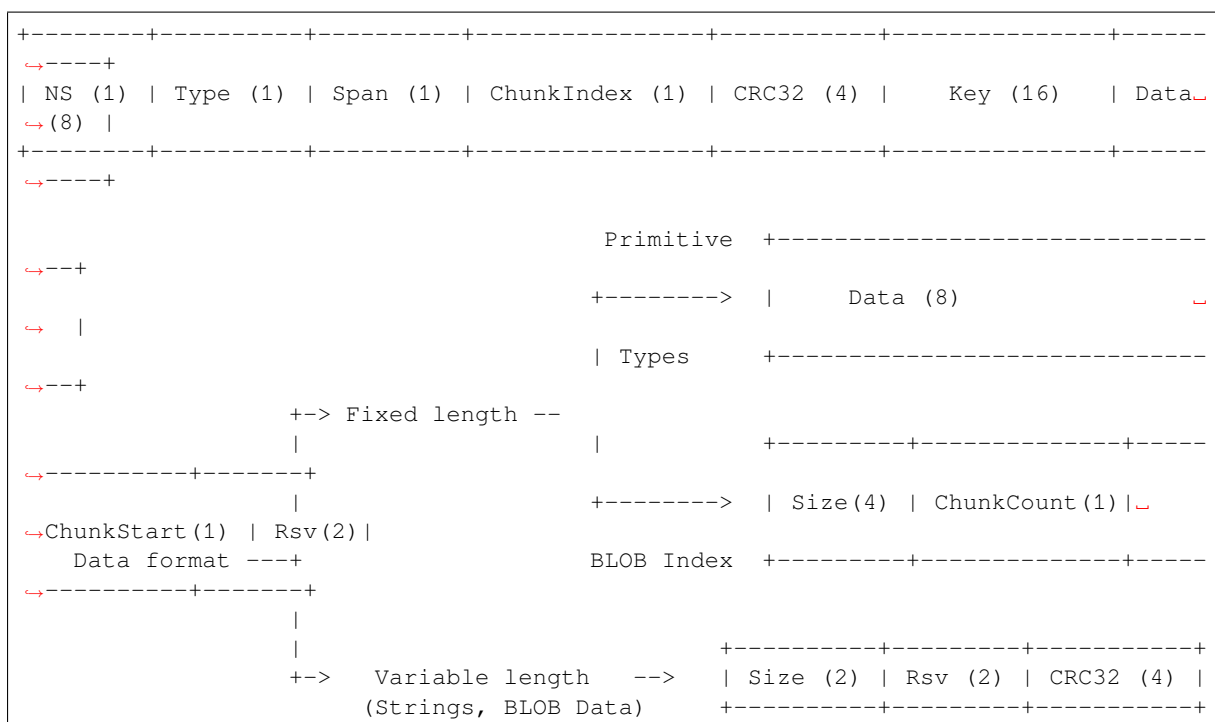 +--------+----------+----------+----------------+-----------+---------------+------
↪----+
| NS (1) | Type (1) | Span (1) | ChunkIndex (1) | CRC32 (4) |    Key (16)   | Data␣
↪(8) |
+--------+----------+----------+----------------+-----------+---------------+------
↪----+
                                         Primitive  +------------------------------
↪--+
                                        +-------->  |     Data (8)                ␣
↪  |
                                        | Types     +------------------------------
↪--+
                   +-> Fixed length --
                   |                    |           +---------+--------------+-----
↪----------+-------+
                   |                    +-------->  | Size(4) | ChunkCount(1)|␣
↪ChunkStart(1) | Rsv(2)|
    Data format ---+                    BLOB Index  +---------+--------------+-----
↪----------+-------+
                   |
                   |                             +----------+---------+-----------+
                   +->   Variable length   -->   | Size (2) | Rsv (2) | CRC32 (4) |
                        (Strings, BLOB Data)     +----------+---------+-----------+